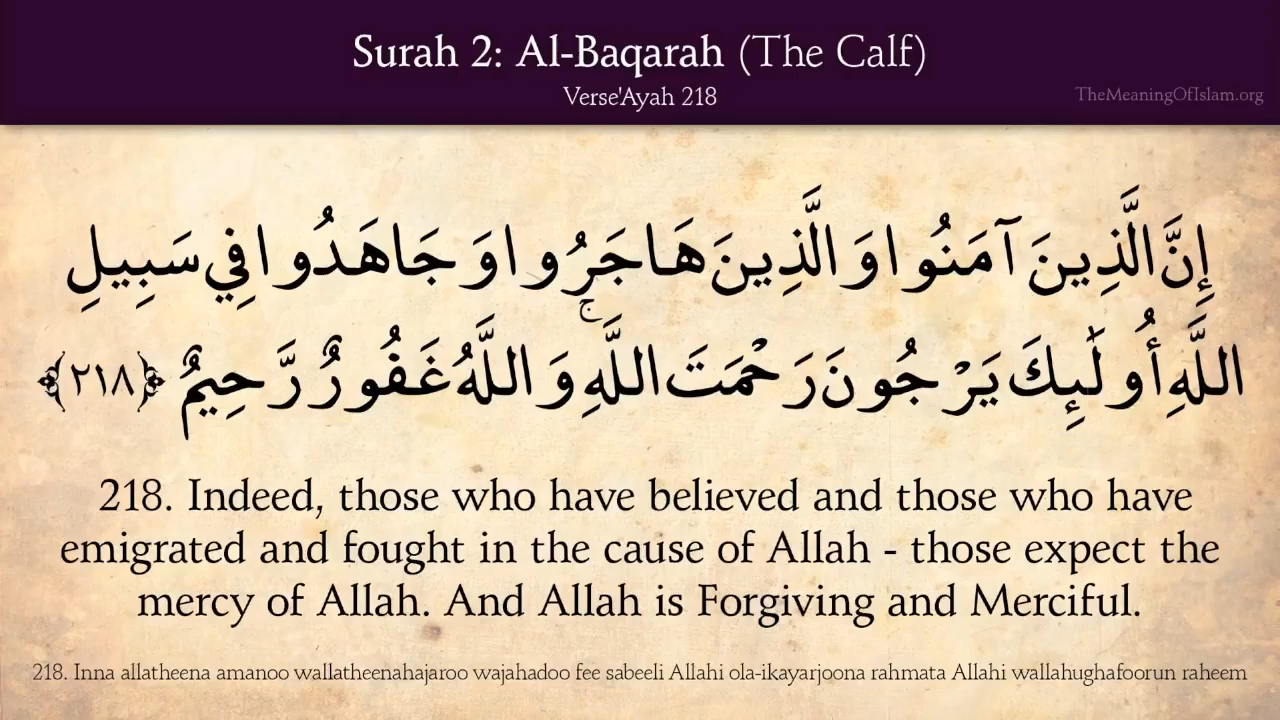 Surah 2: Al-Baqarah (The Calf)
Verse'Ayah 218
TheMeaningOfIslam.org
إِنَّ الَّذِينَ آمَنُوا وَالَّذِينَ هَاجَرُوا وَجَاهَدُوا فِي سَبِيلِ
اللَّهِ أُولَٰئِكَ يَرْجُونَ رَحْمَتَ اللَّهِ ۚ وَاللَّهُ غَفُورٌ رَّحِيمٌ ﴿٢١٨﴾
218. Indeed, those who have believed and those who have
emigrated and fought in the cause of Allah - those expect the
mercy of Allah. And Allah is Forgiving and Merciful.
218. Inna allatheena amanoo wallatheenahajaroo wajahadoo fee sabeeli Allahi ola-ikayarjoona rahmata Allahi wallahughafoorun raheem